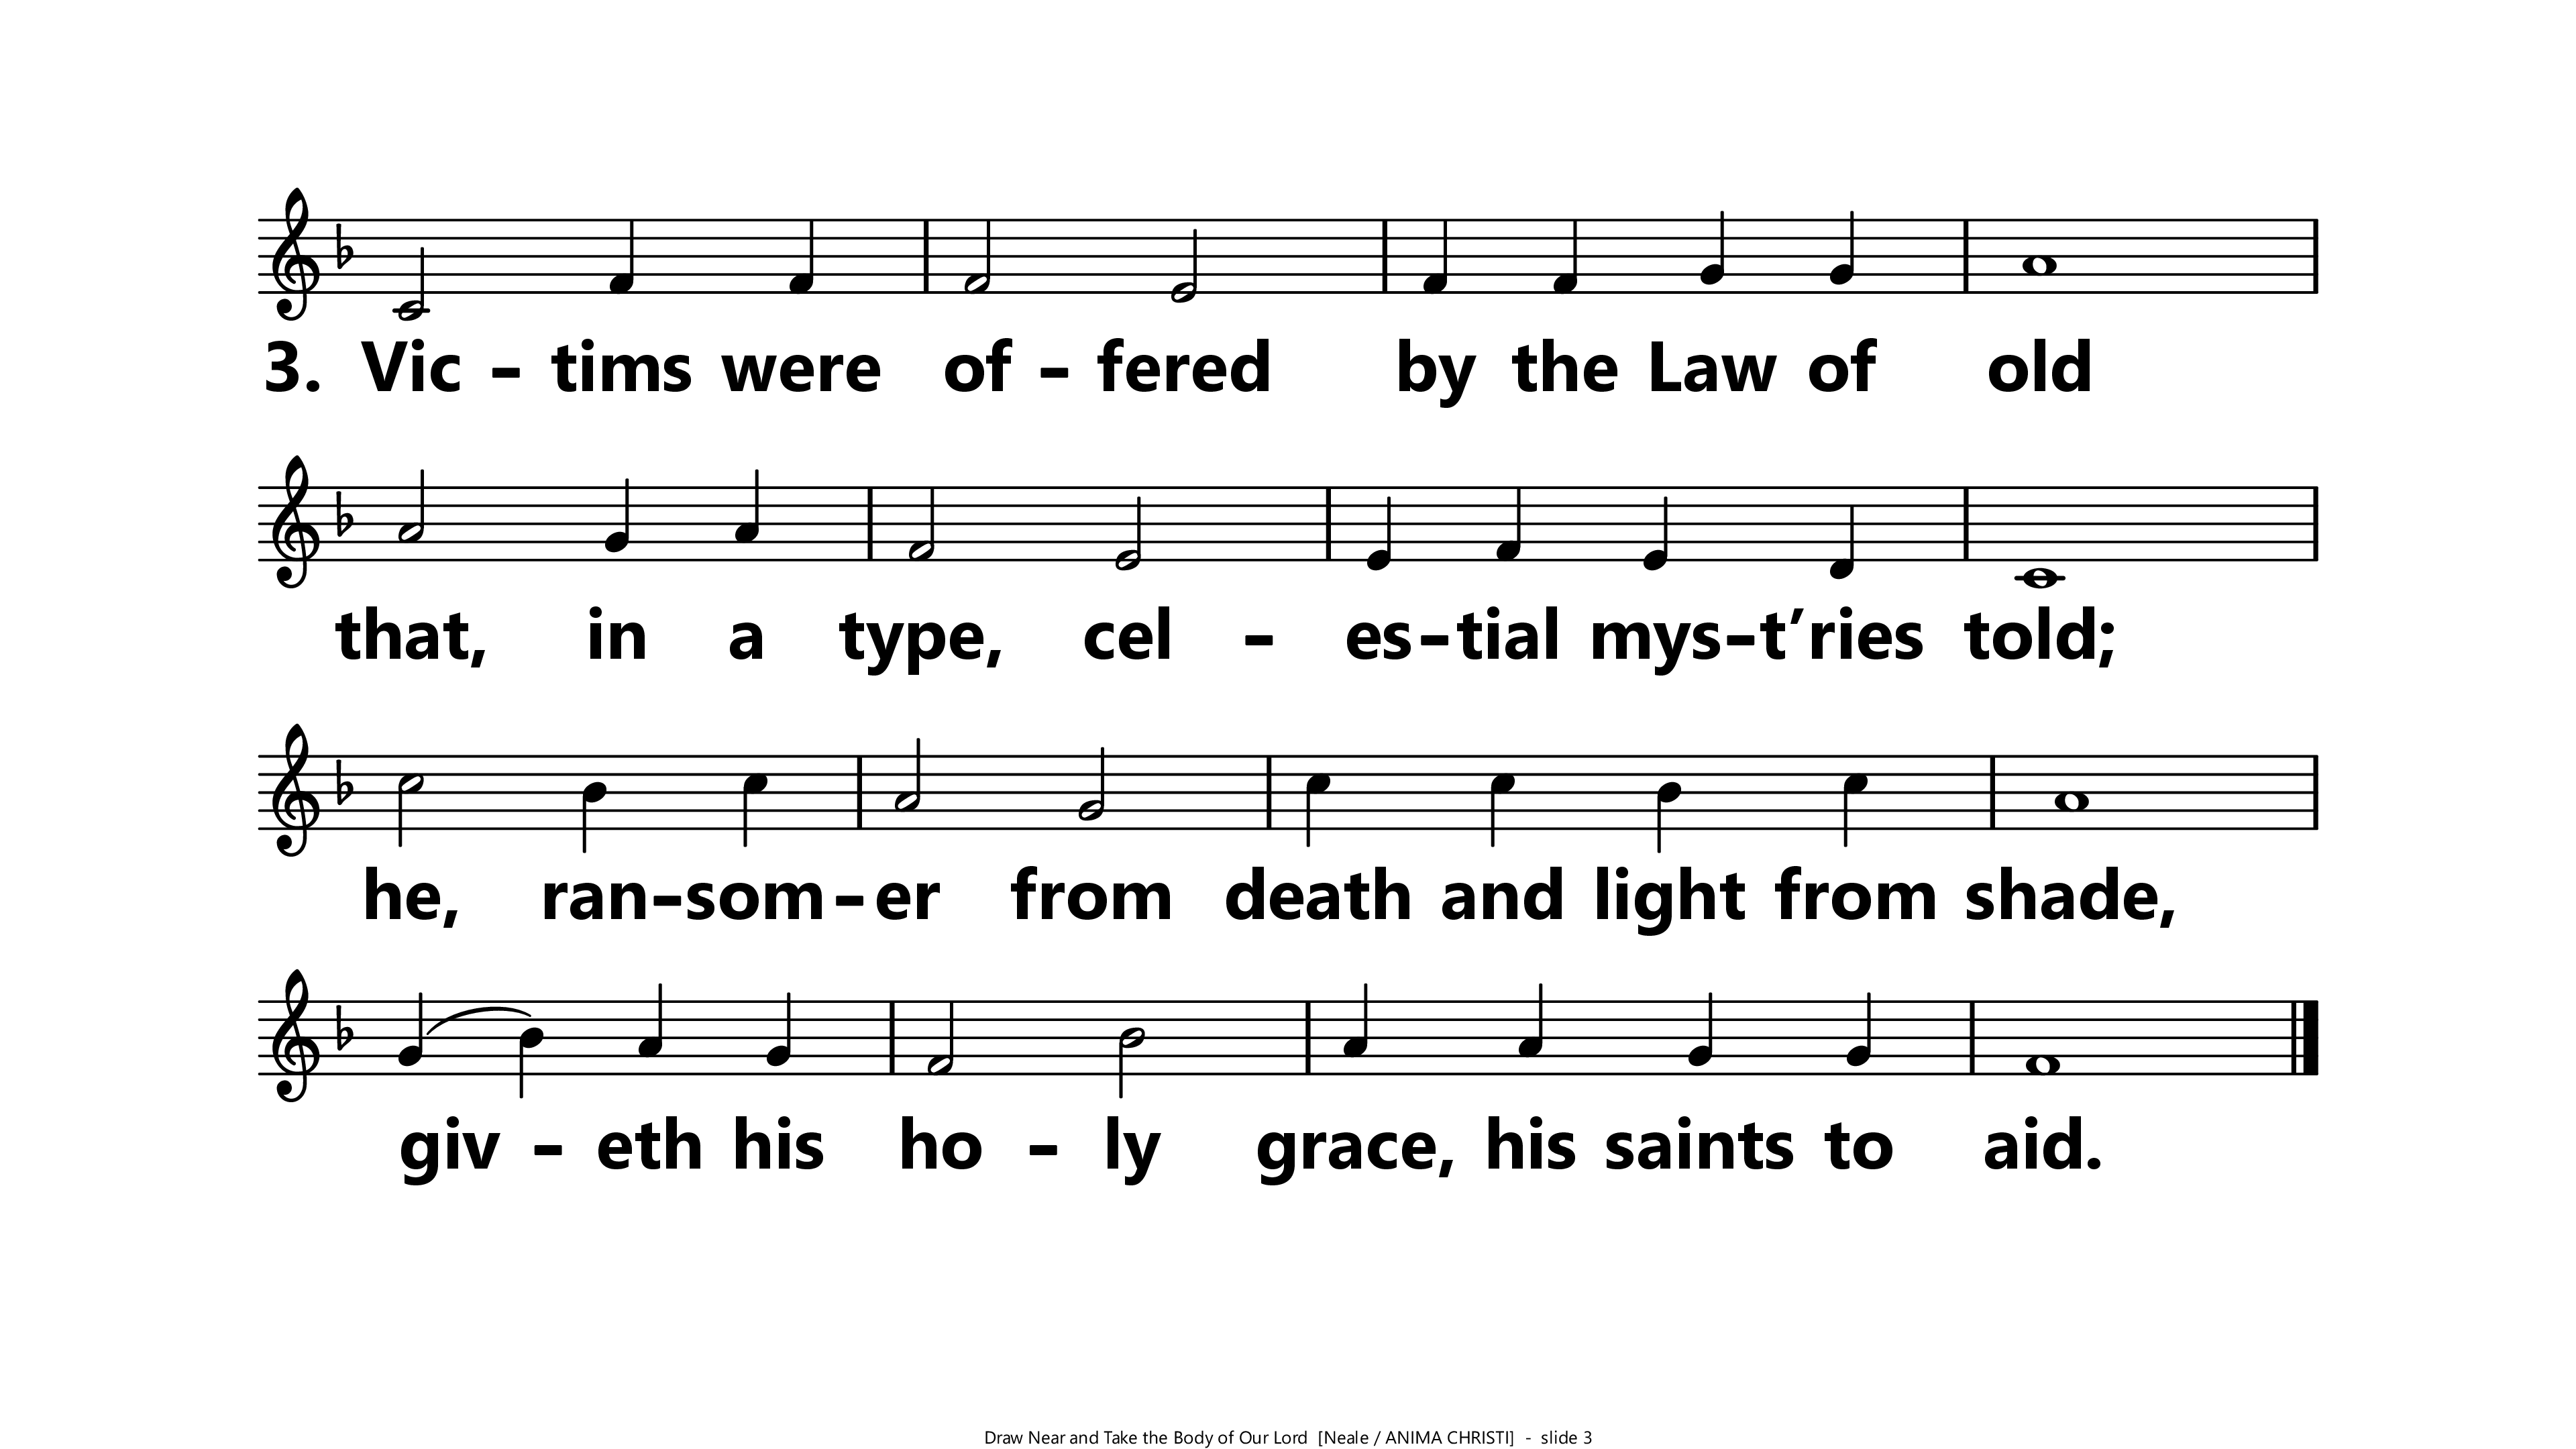 3. Vic - tims were of - fered by the Law of old
that, in a type, cel - es - tial mys - t’ries told;
he, ran - som - er from death and light from shade,
giv - eth his ho - ly grace, his saints to aid.
Draw Near and Take the Body of Our Lord [Neale / ANIMA CHRISTI] - slide 3